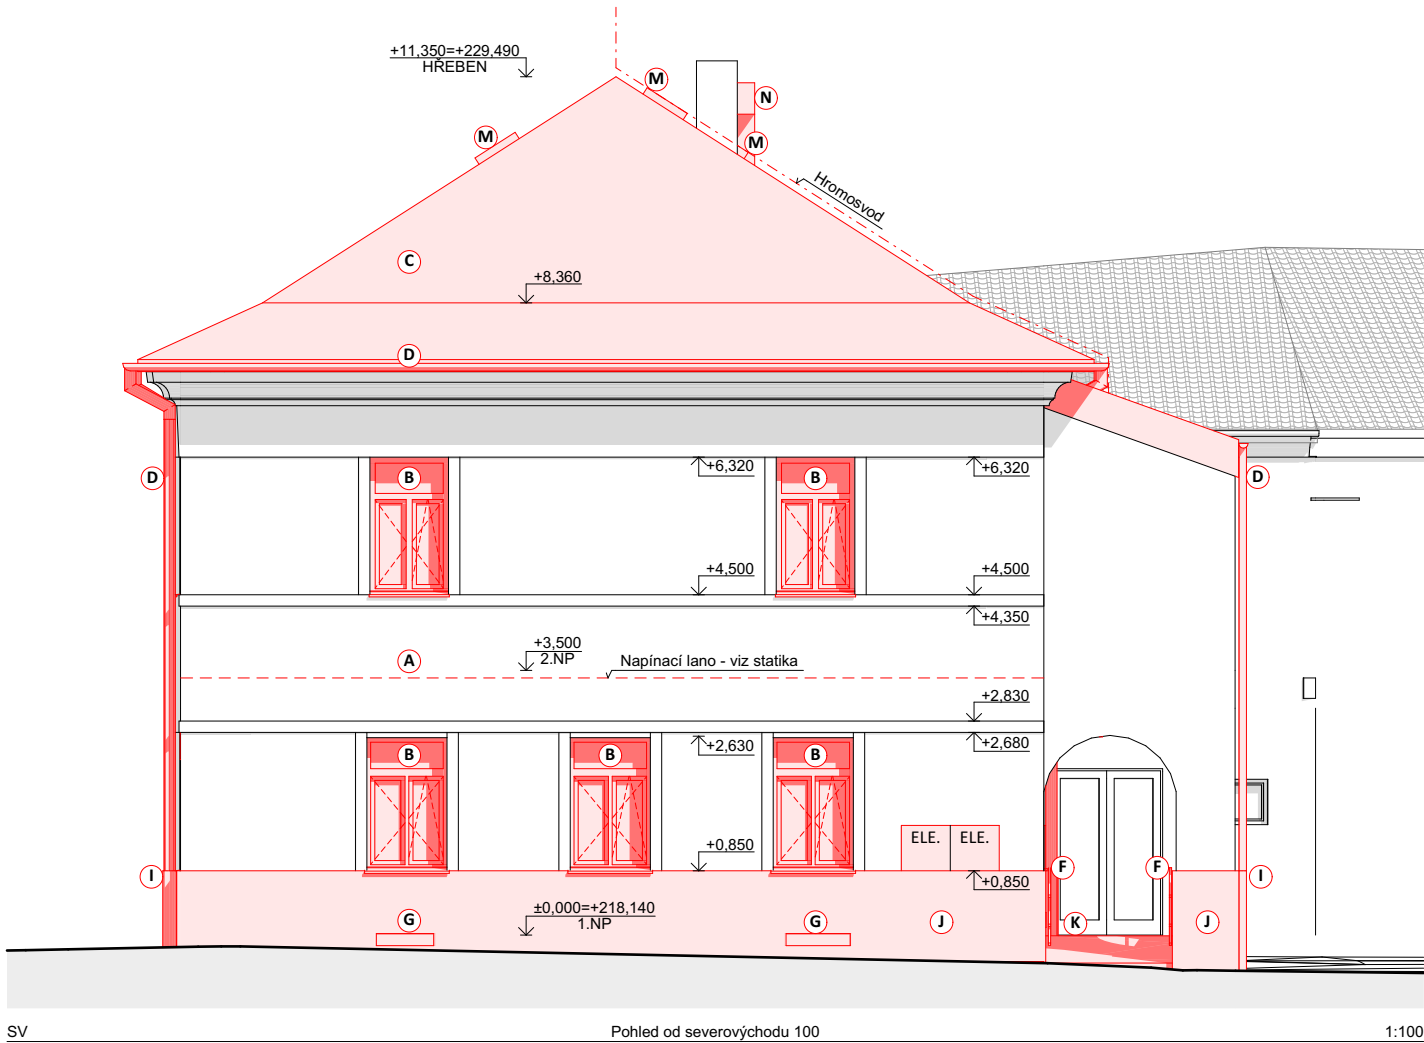 +11,350=+229,490
HŘEBEN
M
N
M
M
Hromosvod
C
+8,360
D
D
B
+6,320
B
+6,320
D
+4,500
+4,500
+4,350
A
+3,500
2.NP
Napínací lano - viz statika
+2,830
B
B
+2,630
B
+2,680
ELE.
ELE.
+0,850
I
F
F
I
+0,850
G
±0,000=+218,140
1.NP
G
J
K
J
SV
Pohled od severovýchodu 100
1:100